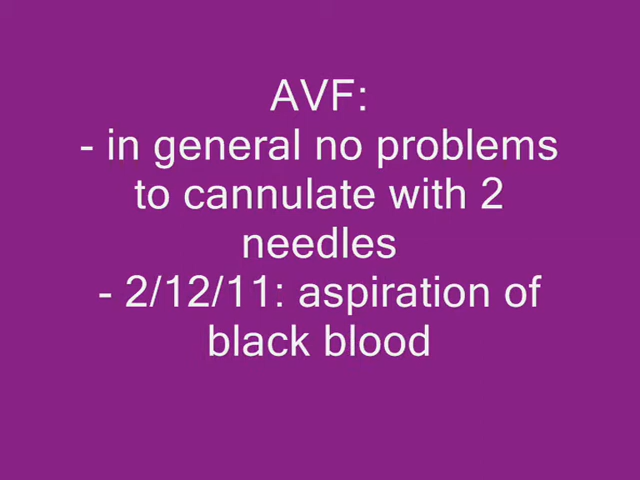 AVF:
- in general no problems
to cannulate with 2
needles
- 2/12/11: aspiration of
black blood